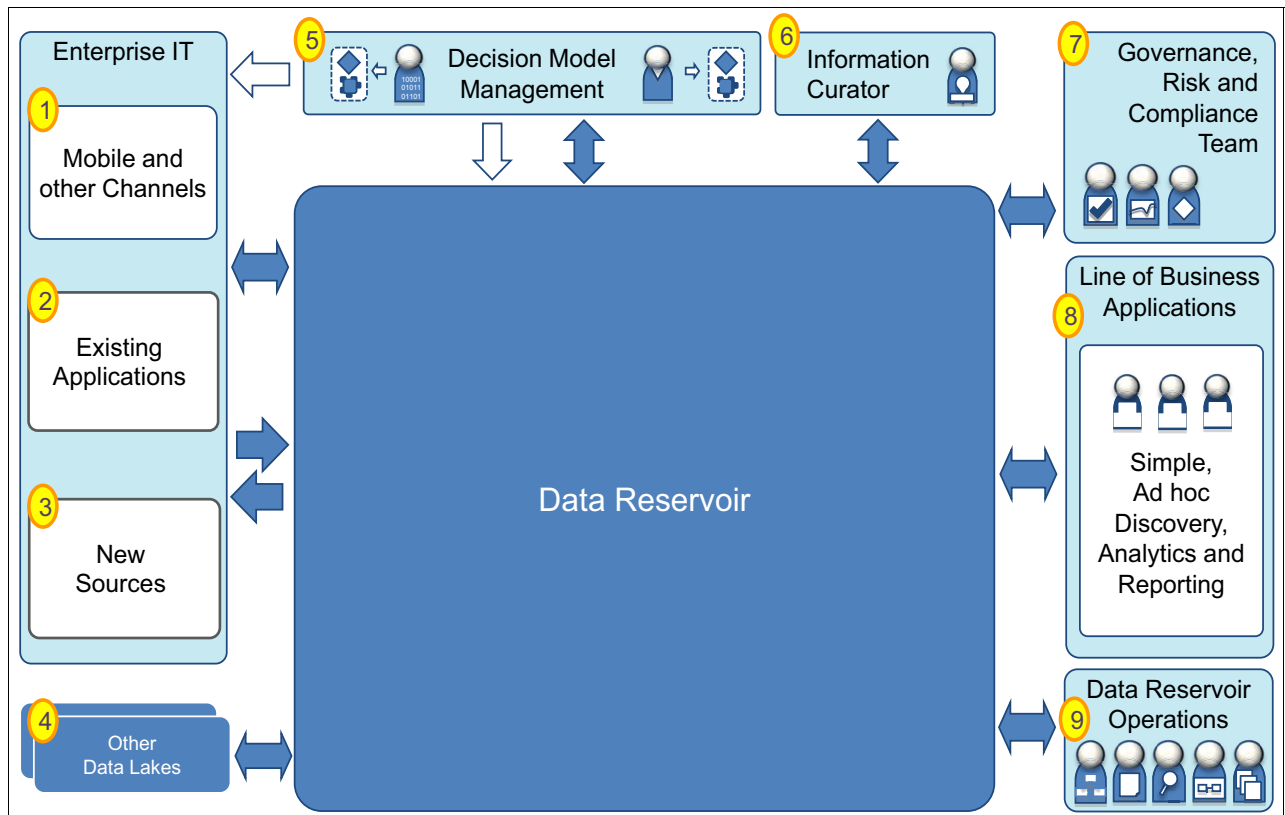 Enterprise IT
1
Mobile and
other Channels
2
Existing
Applications
3
New
Sources
4
Other
Data Lakes
5
10001
01011
01101
Decision Model
Management
6
Information
Curator
7
Governance,
Risk and
Compliance
Team
Data Reservoir
Line of Business
Applications
8
Simple,
Ad hoc
Discovery,
Analytics and
Reporting
Data Reservoir
Operations
9